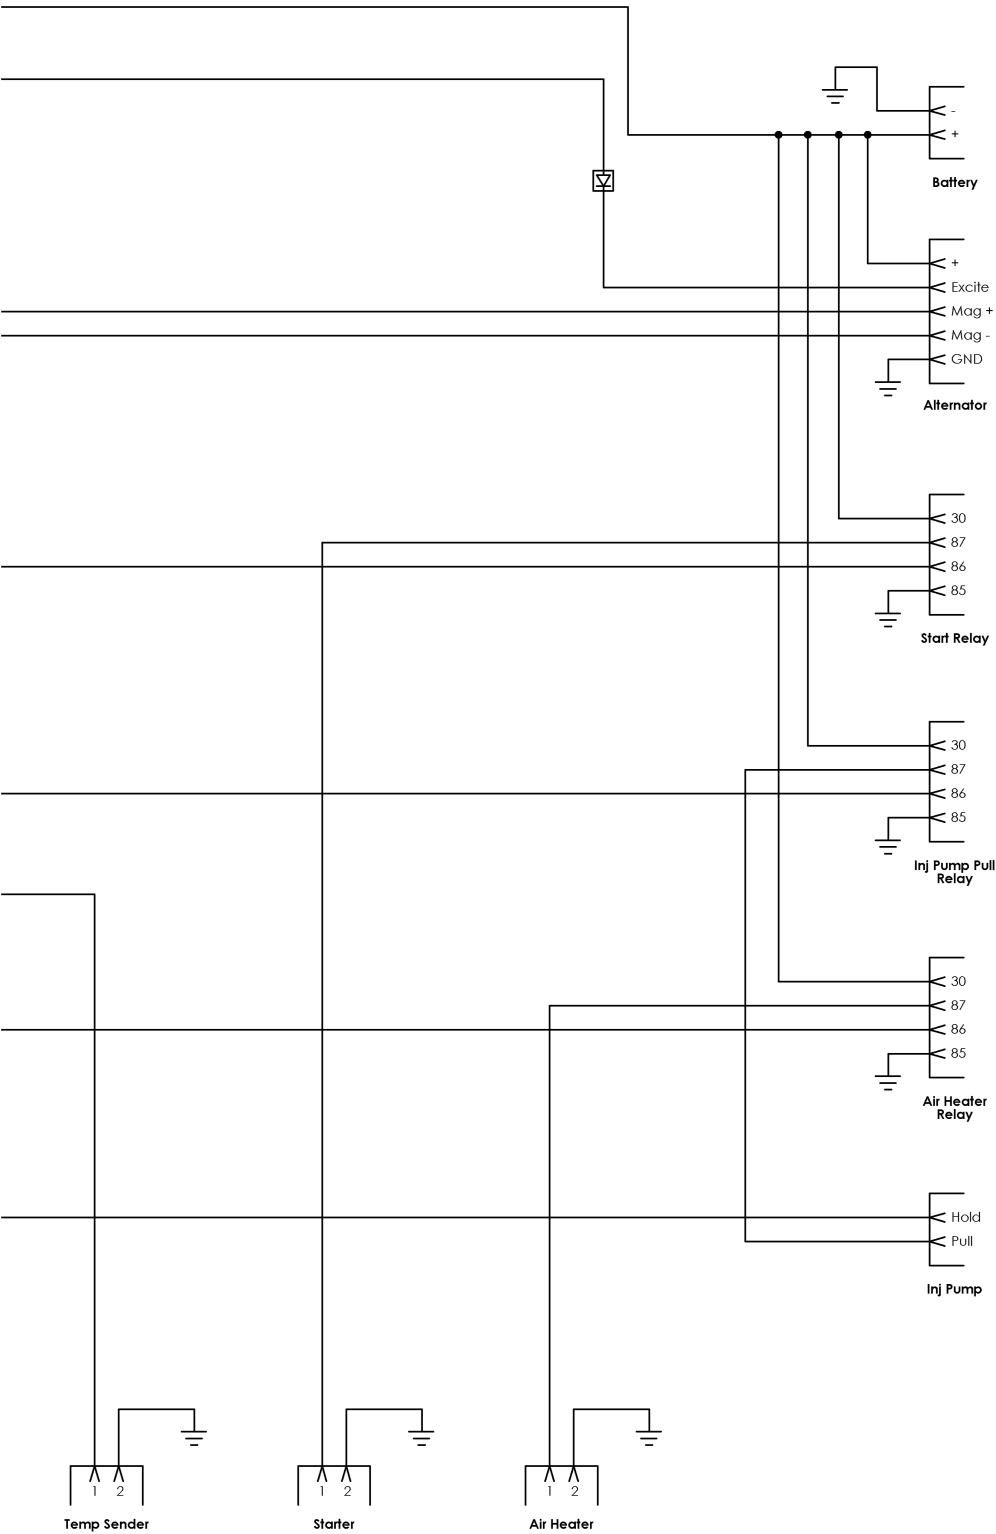 -
+
Battery
+
Excite
Mag +
Mag -
GND
Alternator
30
87
86
85
Start Relay
30
87
86
85
Inj Pump Pull
Relay
30
87
86
85
Air Heater
Relay
Hold
Pull
Inj Pump
1 2
Temp Sender
1 2
Starter
1 2
Air Heater